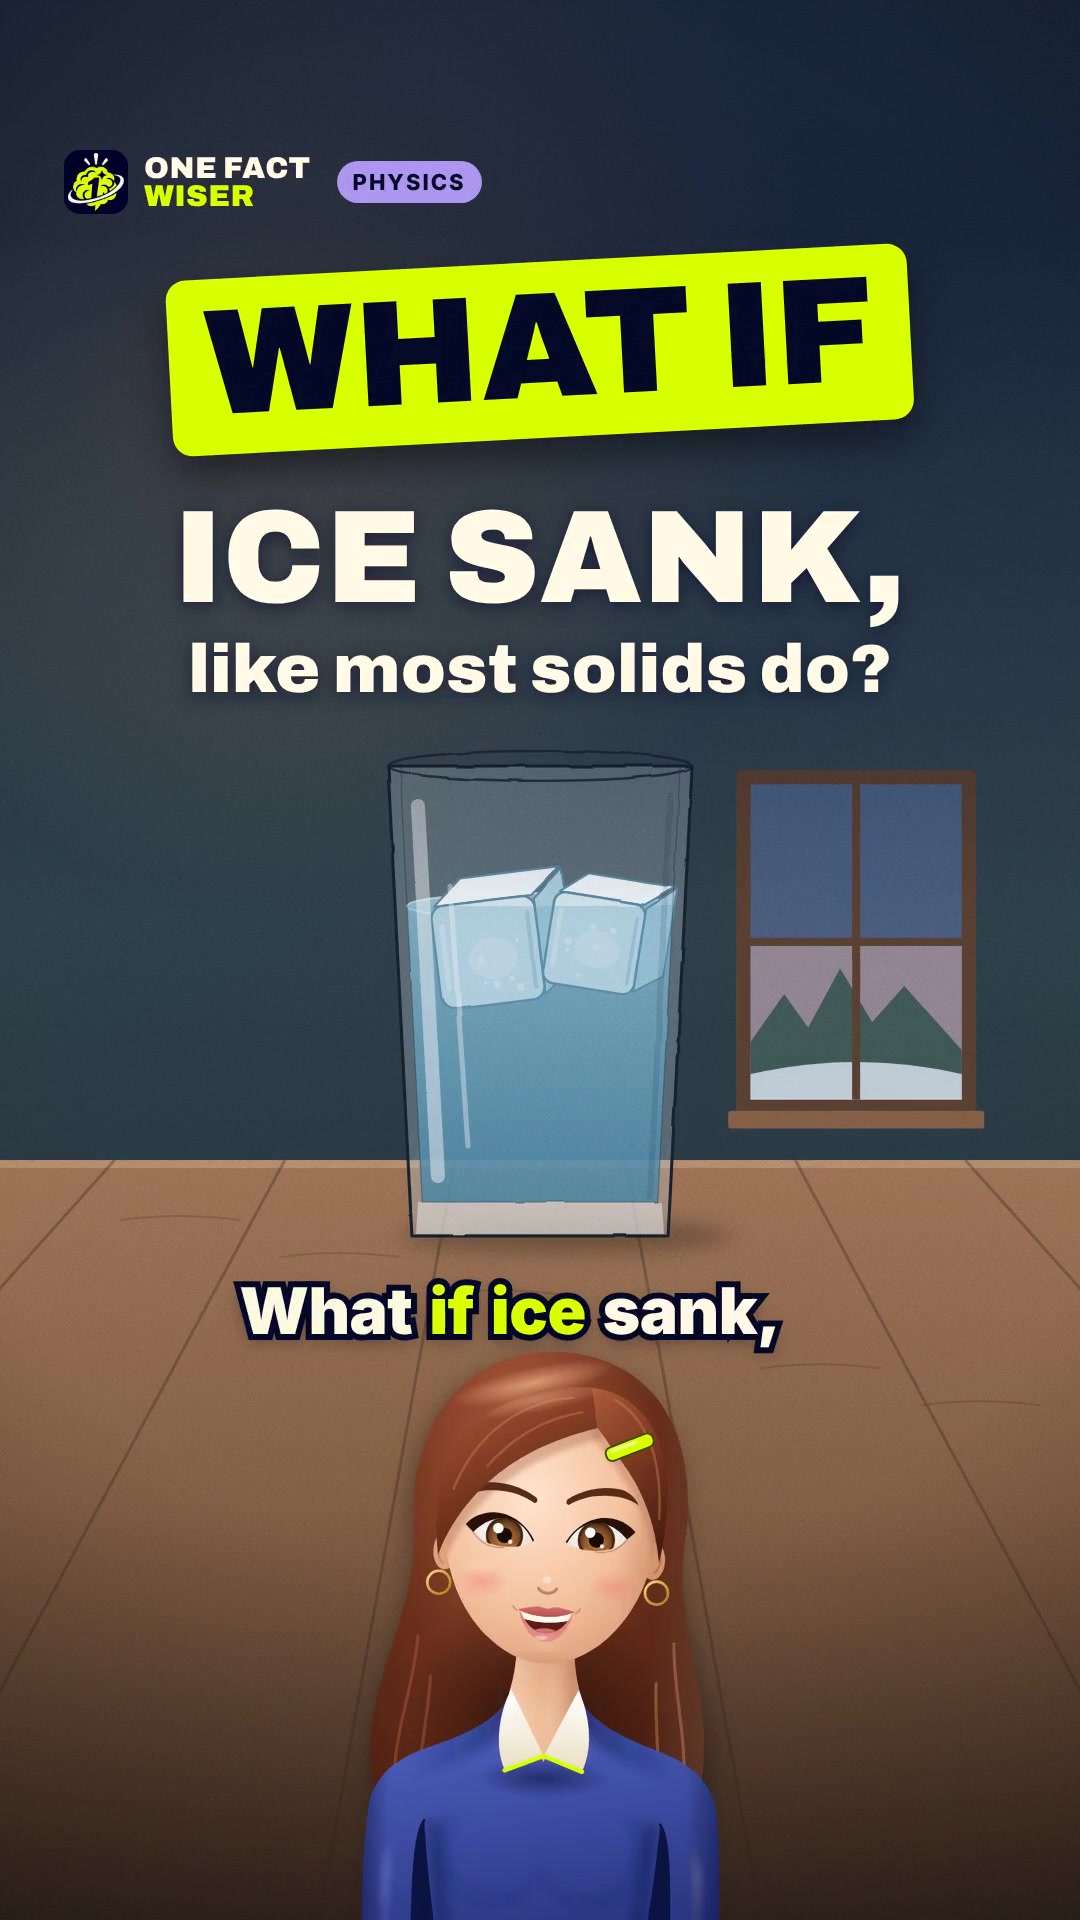 ONE FACT
WISER
PHYSICS
WHAT IF
ICE SANK,
like most solids do?
What if ice sank,